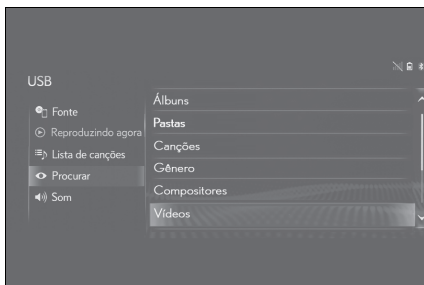 USB
Fonte
Reproduzindo agora
Lista de canções
Procurar
Som
Álbuns
Pastas
Canções
Gênero
Compositores
Vídeos